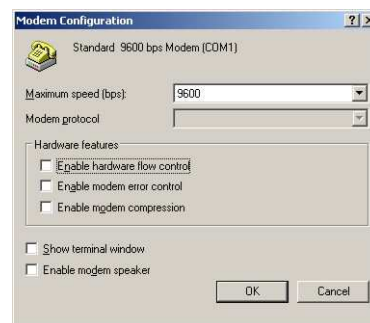 Modem Configuration
Standard 9600 bps Modem (COM1)
Maximum speed (bps):
9600
Modem protocol
Hardware features
Enable hardware flow control
Enable modem error control
Enable modem compression
Show terminal window
Enable modem speaker
OK
Cancel